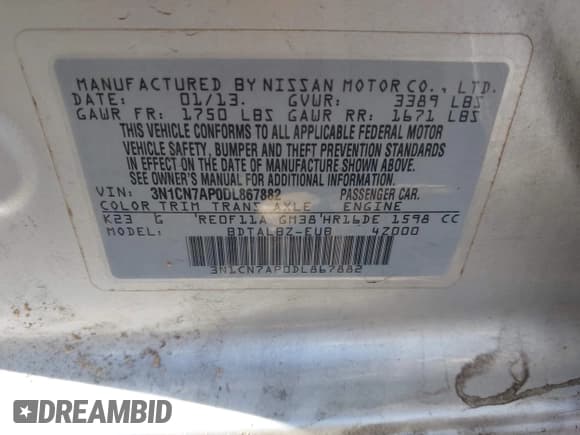 MANUFACTURED BY NISSAN MOTOR CO., LTD.
DATE: 01/13. GVWR: 3389 LBS
GAWR FR: 1750 LBS GAWR RR: 1671 LBS
THIS VEHICLE CONFORMS TO ALL APPLICABLE FEDERAL MOTOR
VEHICLE SAFETY, BUMPER AND THEFT PREVENTION STANDARDS
IN EFFECT ON THE DATE OF MANUFACTURE SHOWN ABOVE.
SEE OWNER'S MANUAL FOR ADDITIONAL INFORMATION.
VIN: 3N1CN7AP0DL867882 PASSENGER CAR.
COLOR TRIM TRANS AXLE ENGINE
K23 G RE0F11A GM38 HR16DE 1598 CC
MODEL: BDTALBZ-EUB 4Z000
3N1CN7AP0DL867882
DREAMBID